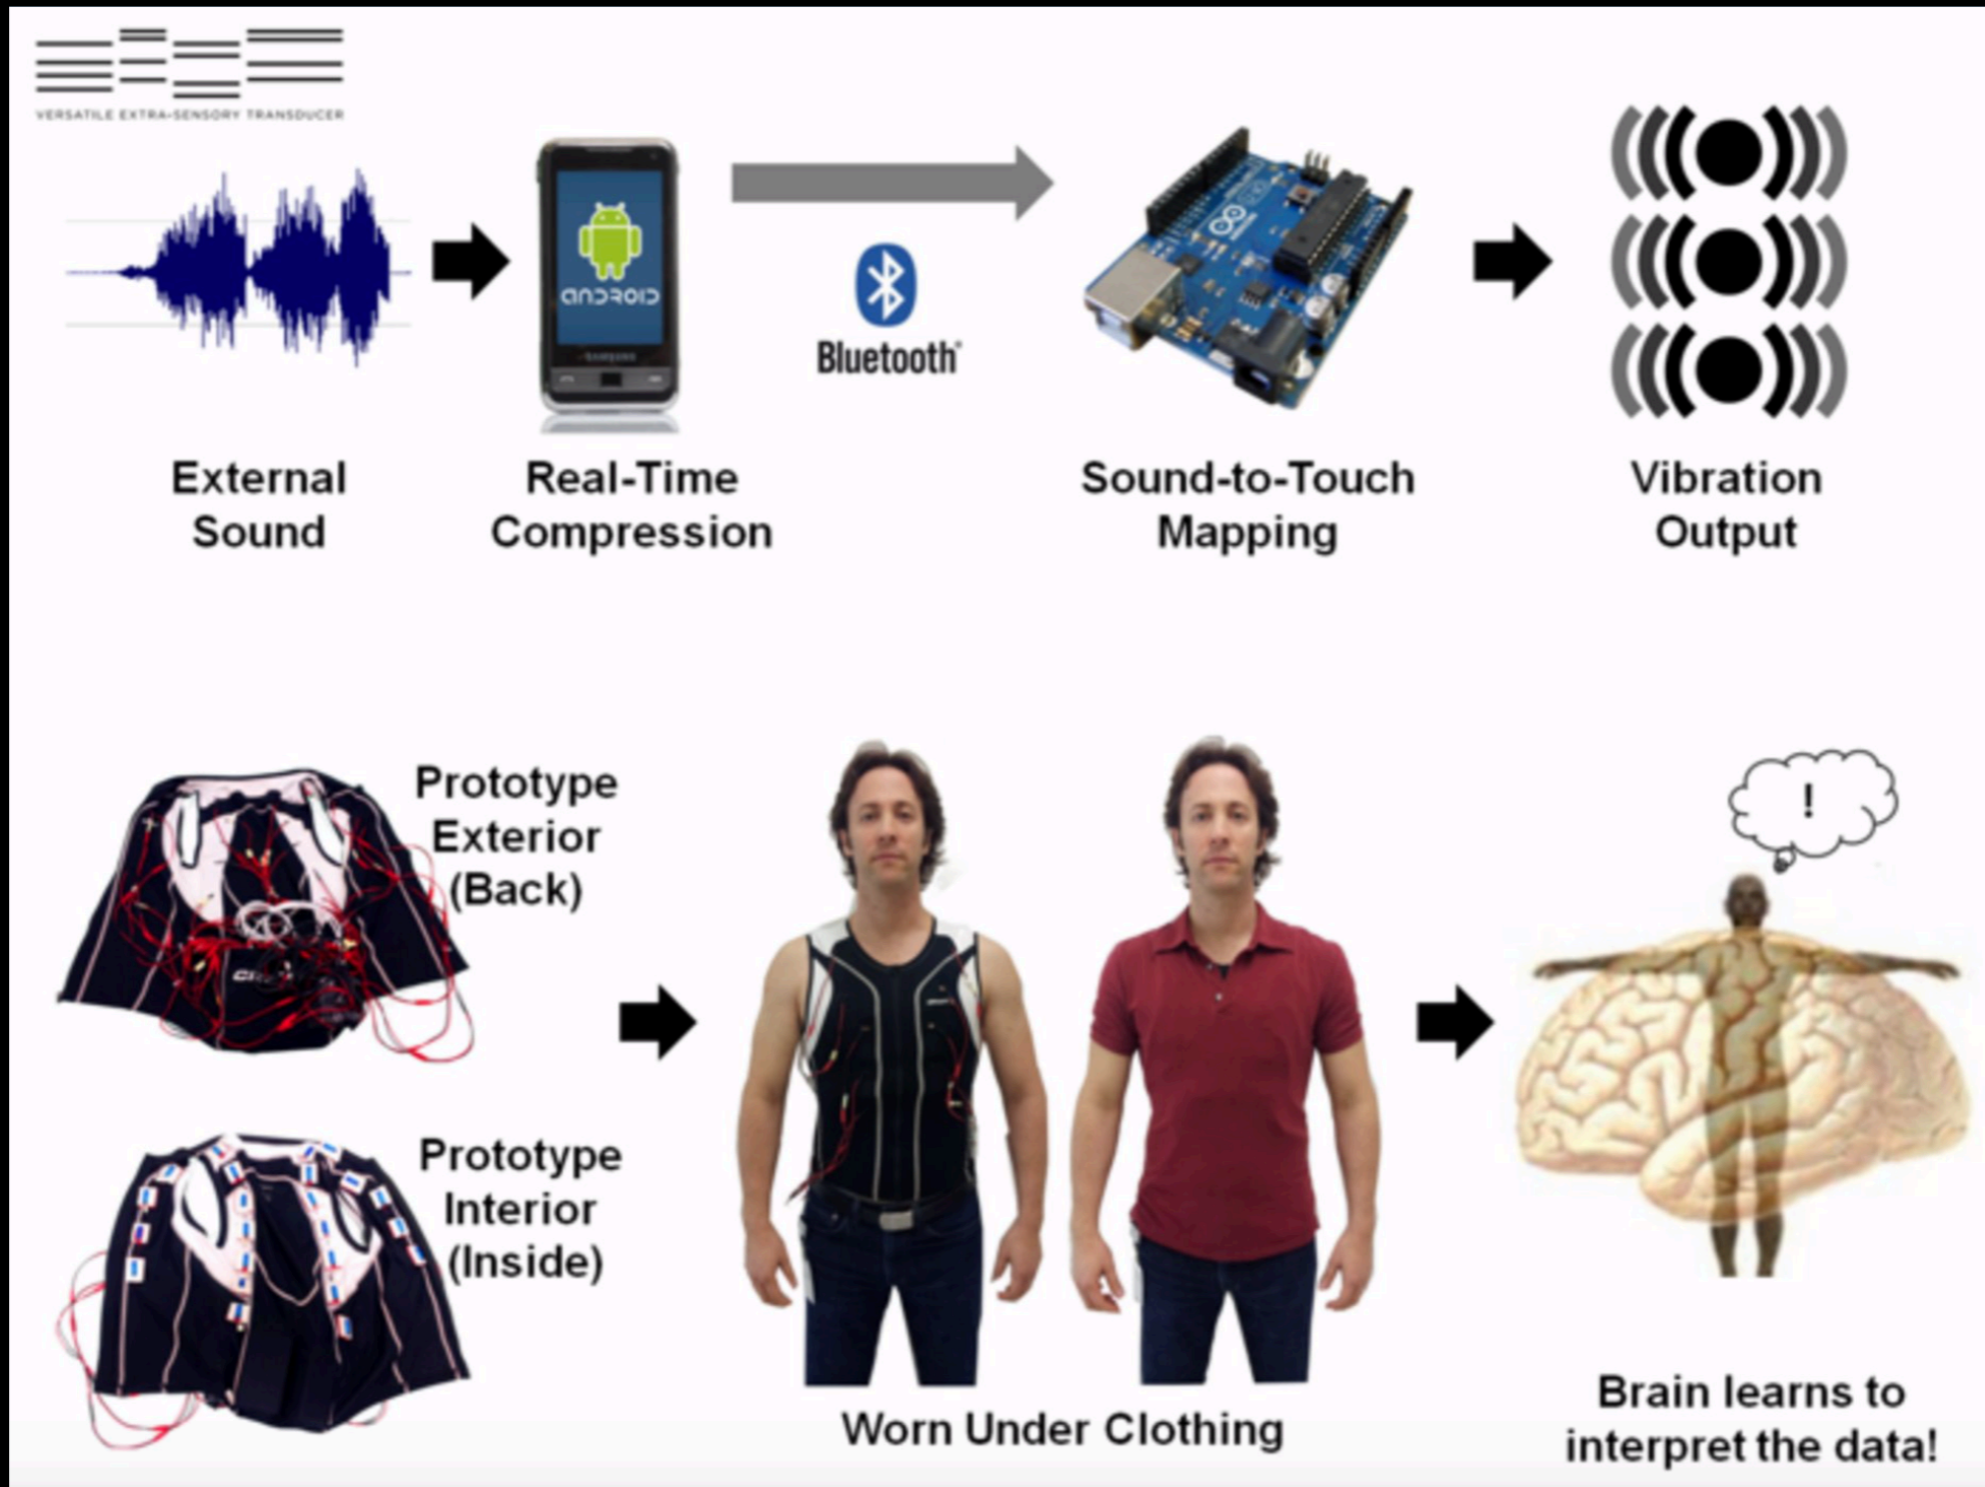 VERSATILE EXTRA-SENSORY TRANSDUCER
ANDROID
SAMSUNG
Bluetooth
External
Sound
Real-Time
Compression
Sound-to-Touch
Mapping
Vibration
Output
Prototype
Exterior
(Back)
Prototype
Interior
(Inside)
!
Worn Under Clothing
Brain learns to
interpret the data!